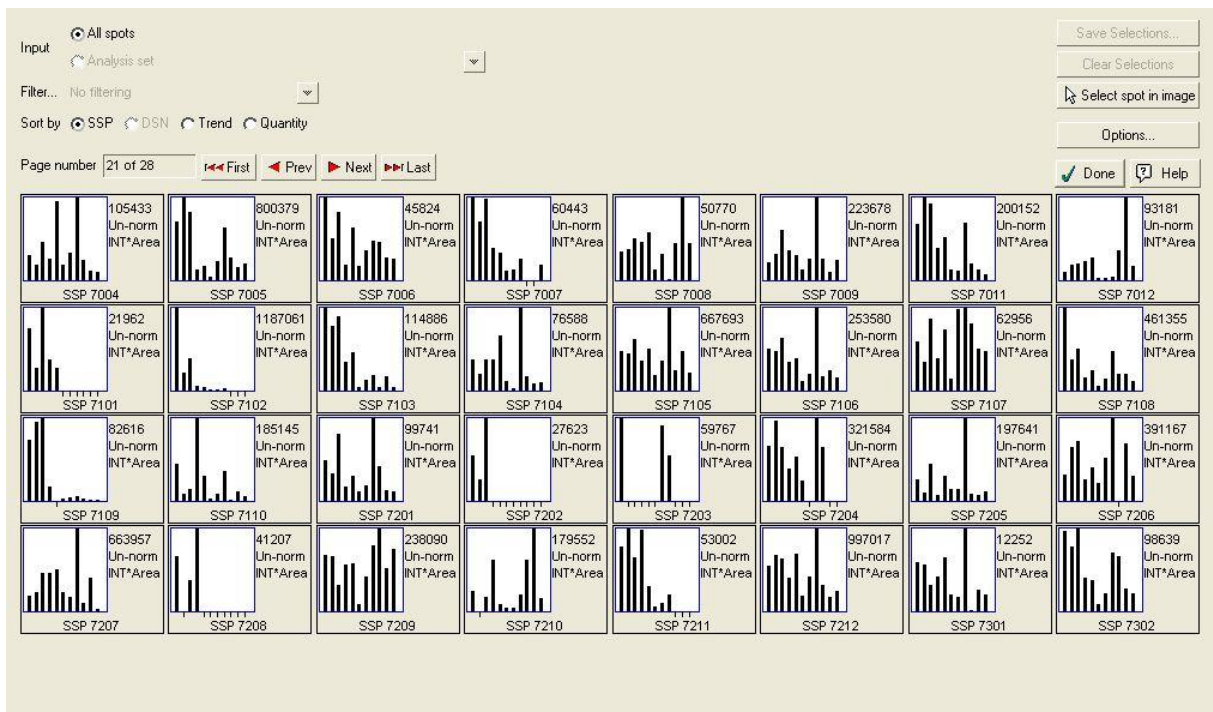 Input
All spots
Analysis set
Save Selections...
Clear Selections
Filter... No filtering
Select spot in image
Sort by SSP DSN Trend Quantity
Options...
Page number 21 of 28 First Prev Next Last
Done Help
105433
Un-norm
INT*Area
SSP 7004
800379
Un-norm
INT*Area
SSP 7005
45824
Un-norm
INT*Area
SSP 7006
60443
Un-norm
INT*Area
SSP 7007
50770
Un-norm
INT*Area
SSP 7008
223678
Un-norm
INT*Area
SSP 7009
200152
Un-norm
INT*Area
SSP 7011
93181
Un-norm
INT*Area
SSP 7012
21962
Un-norm
INT*Area
SSP 7101
1187061
Un-norm
INT*Area
SSP 7102
114886
Un-norm
INT*Area
SSP 7103
76588
Un-norm
INT*Area
SSP 7104
667693
Un-norm
INT*Area
SSP 7105
253580
Un-norm
INT*Area
SSP 7106
62956
Un-norm
INT*Area
SSP 7107
461355
Un-norm
INT*Area
SSP 7108
82616
Un-norm
INT*Area
SSP 7109
185145
Un-norm
INT*Area
SSP 7110
99741
Un-norm
INT*Area
SSP 7201
27623
Un-norm
INT*Area
SSP 7202
59767
Un-norm
INT*Area
SSP 7203
321584
Un-norm
INT*Area
SSP 7204
197641
Un-norm
INT*Area
SSP 7205
391167
Un-norm
INT*Area
SSP 7206
663957
Un-norm
INT*Area
SSP 7207
41207
Un-norm
INT*Area
SSP 7208
238090
Un-norm
INT*Area
SSP 7209
179552
Un-norm
INT*Area
SSP 7210
53002
Un-norm
INT*Area
SSP 7211
997017
Un-norm
INT*Area
SSP 7212
12252
Un-norm
INT*Area
SSP 7301
98639
Un-norm
INT*Area
SSP 7302